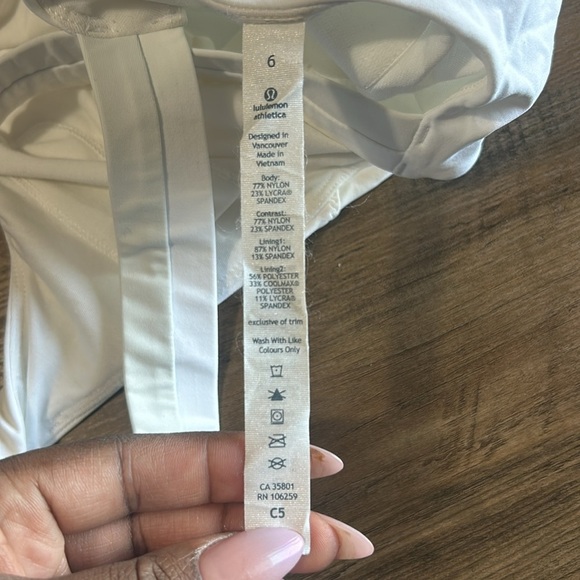 6
lululemon
athletica
Designed in
Vancouver
Made in
Vietnam
Body:
77% NYLON
23% LYCRA®
SPANDEX
Contrast:
77% NYLON
23% SPANDEX
Lining1:
87% NYLON
13% SPANDEX
Lining2:
56% POLYESTER
33% COOLMAX®
POLYESTER
11% LYCRA®
SPANDEX
exclusive of trim
Wash With Like
Colours Only
CA 35801
RN 106259
C5